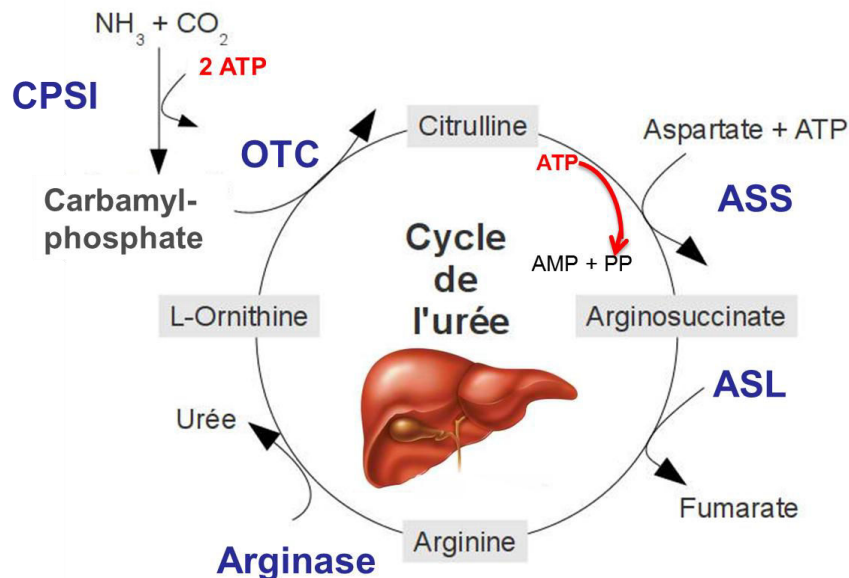 NH3 + CO2
2 ATP
CPSI
OTC
Carbamyl-
phosphate
Citrulline
Aspartate + ATP
ATP
ASS
AMP + PP
Cycle
de
l'urée
L-Ornithine
Arginosuccinate
ASL
Urée
Fumarate
Arginine
Arginase